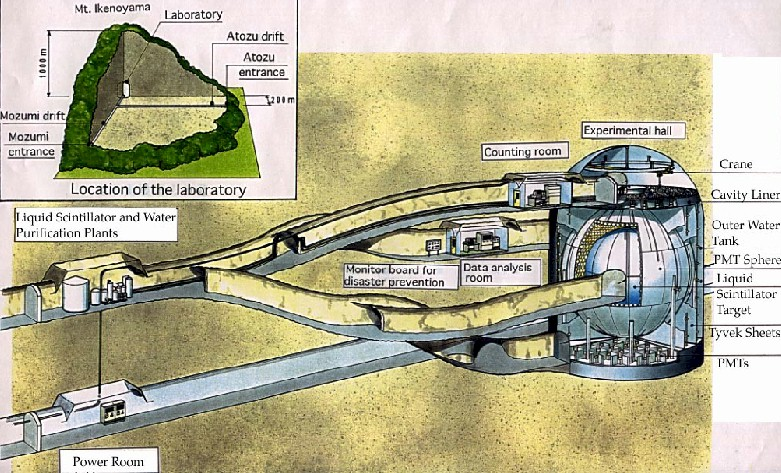 Mt. Ikenoyama
Laboratory
Atozu drift
Atozu
entrance
1000m
200m
Mozumi drift
Mozumi
entrance
Location of the laboratory
Experimental hall
Counting room
Crane
Cavity Liner
Liquid Scintillator and Water
Purification Plants
Outer Water
Tank
PMT Sphere
Monitor board for
disaster prevention
Data analysis
room
Liquid
Scintillator
Target
Tyvek Sheets
PMTs
Power Room